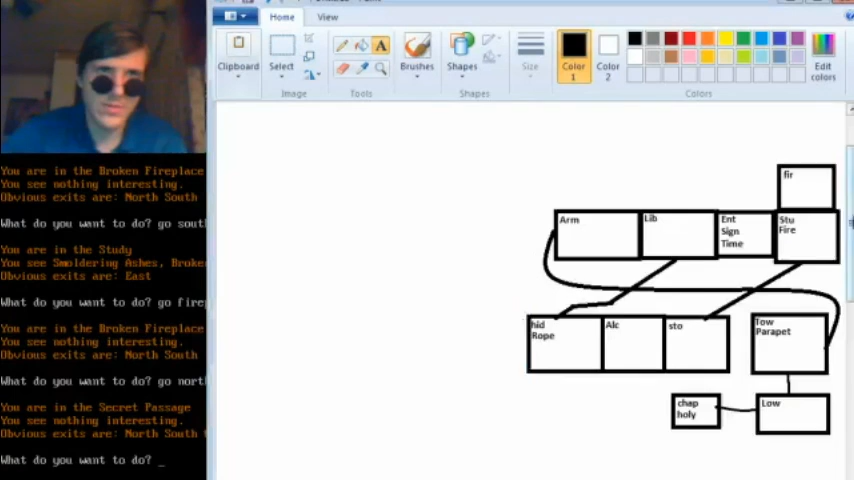 Home
View
Clipboard
Select
Image
Tools
Brushes
Shapes
Shapes
Size
Color
1
Color
2
Edit
colors
Colors
You are in the Broken Fireplace
You see nothing interesting.
Obvious exits are: North South
What do you want to do? go sout
You are in the Study
You see Smoldering Ashes, Broke
Obvious exits are: East
What do you want to do? go fire
You are in the Broken Fireplace
You see nothing interesting.
Obvious exits are: North South
What do you want to do? go nort
You are in the Secret Passage
You see nothing interesting.
Obvious exits are: North South
What do you want to do? _
fir
Arm
Lib
Ent
Sign
Time
Stu
Fire
hid
Rope
Alc
sto
Tow
Parapet
chap
holy
Low